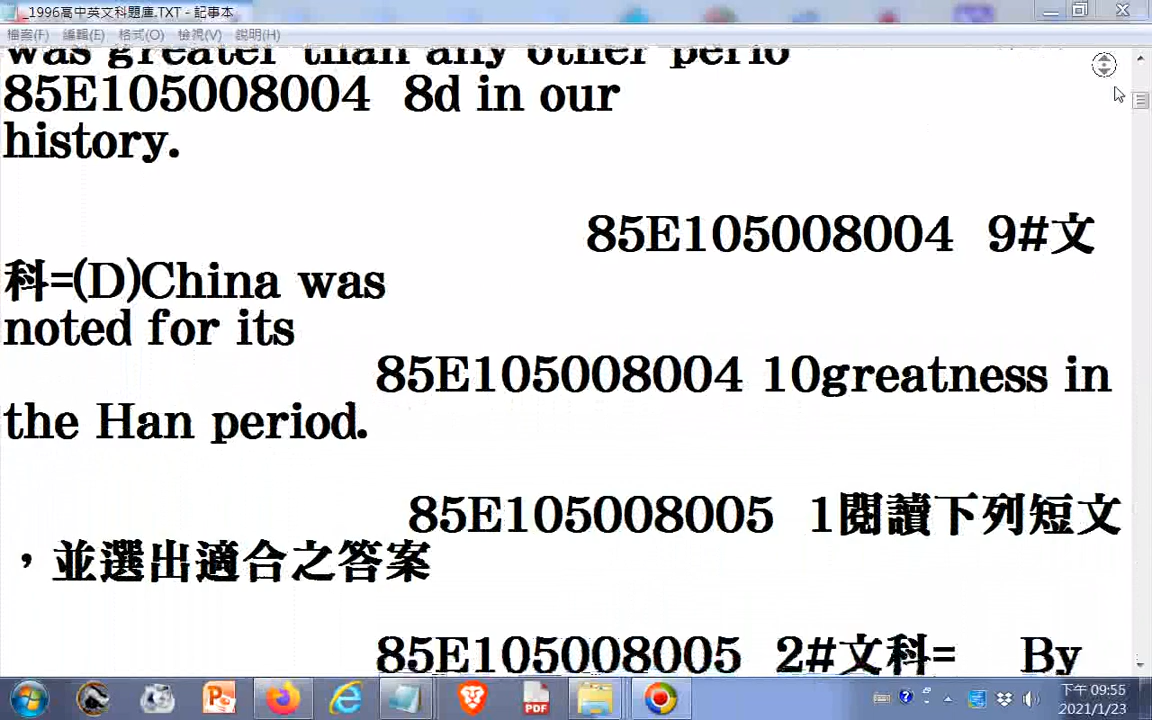 _1996高中英文科題庫.TXT - 記事本
檔案(F) 編輯(E) 格式(O) 檢視(V) 說明(H)
was greater than any other perio
85E105008004  8d in our
history.
85E105008004  9#文
科=(D)China was
noted for its
85E105008004 10greatness in
the Han period.
85E105008005  1閱讀下列短文
，並選出適合之答案
85E105008005  2#文科=    By
PDF
下午 09:55
2021/1/23